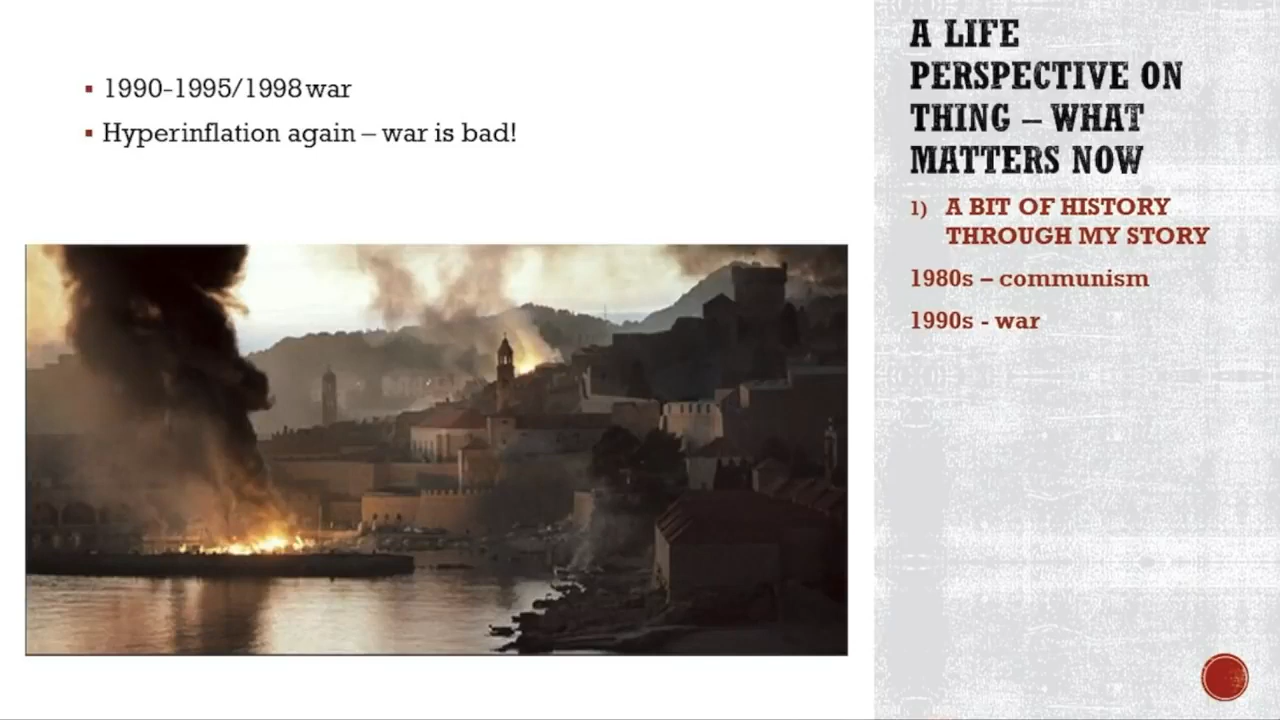 1990-1995/1998 war
Hyperinflation again – war is bad!
A LIFE
PERSPECTIVE ON
THING – WHAT
MATTERS NOW
1) A BIT OF HISTORY
THROUGH MY STORY
1980s – communism
1990s - war